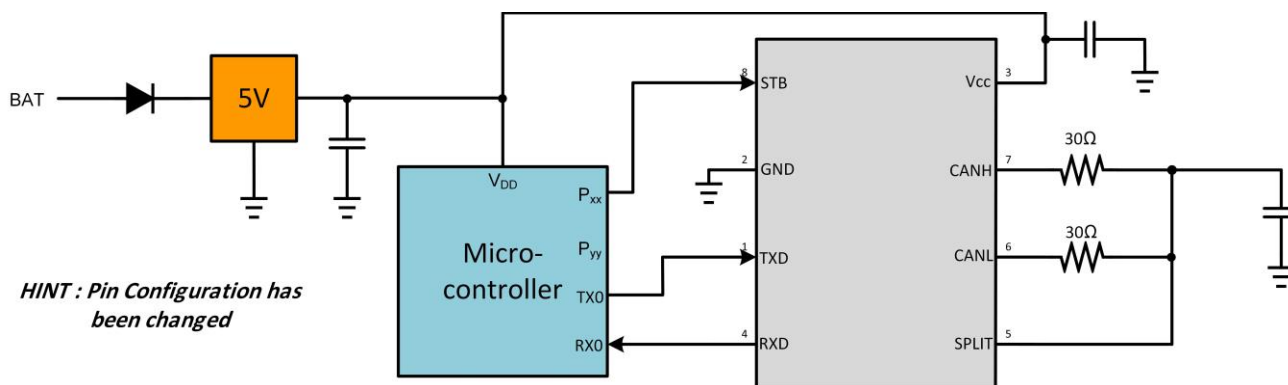 BAT
5V
HINT : Pin Configuration has
been changed
VDD
Micro-
controller
Pxx
Pyy
TX0
RX0
8
STB
2
GND
1
TXD
4
RXD
Vcc
3
CANH
7
30Ω
CANL
6
30Ω
SPLIT
5